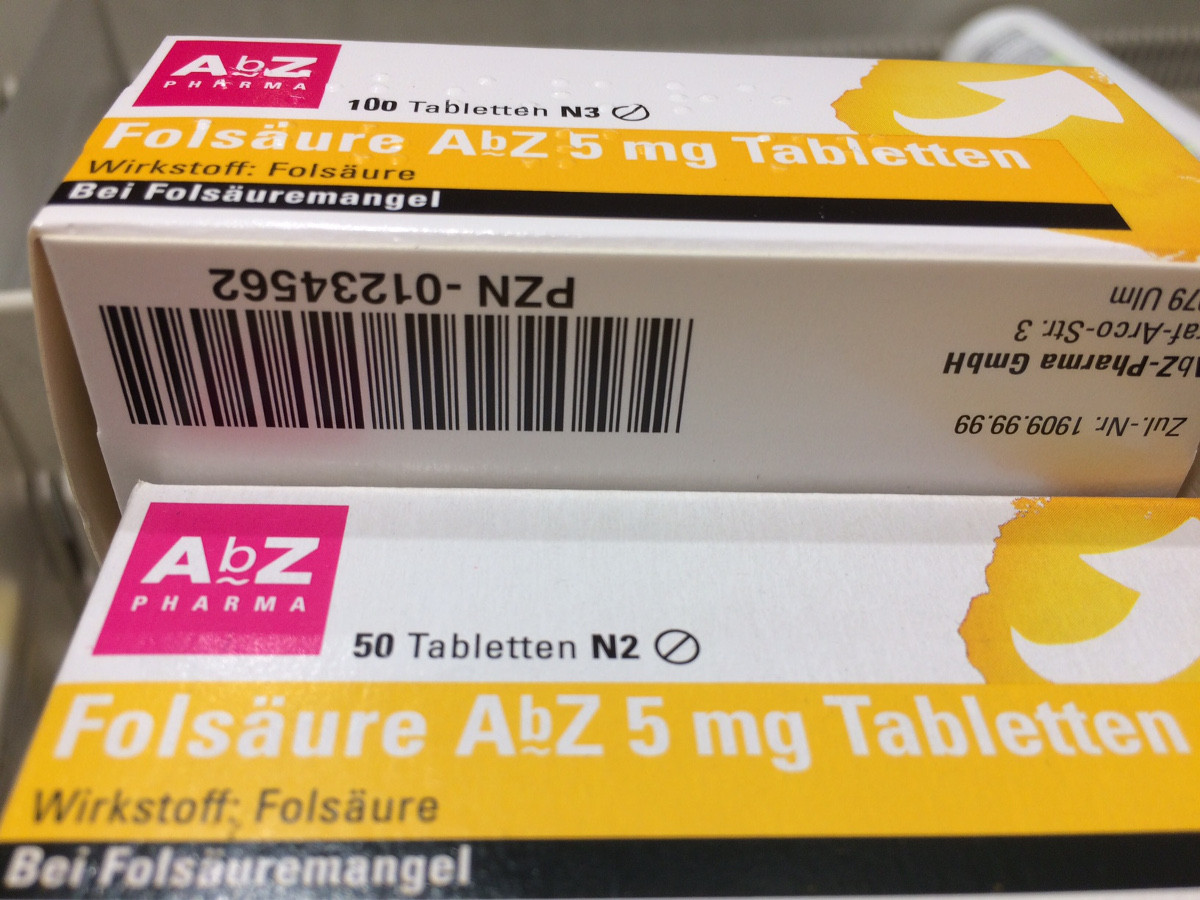 AbZ
PHARMA
100 Tabletten N3
Folsäure AbZ 5 mg Tabletten
Wirkstoff: Folsäure
Bei Folsäuremangel
PZN -01234562
AbZ-Pharma GmbH
raf-Arco-Str. 3
79 Ulm
Zul.-Nr. 1909.99.99
AbZ
PHARMA
50 Tabletten N2
Folsäure AbZ 5 mg Tabletten
Wirkstoff: Folsäure
Bei Folsäuremangel